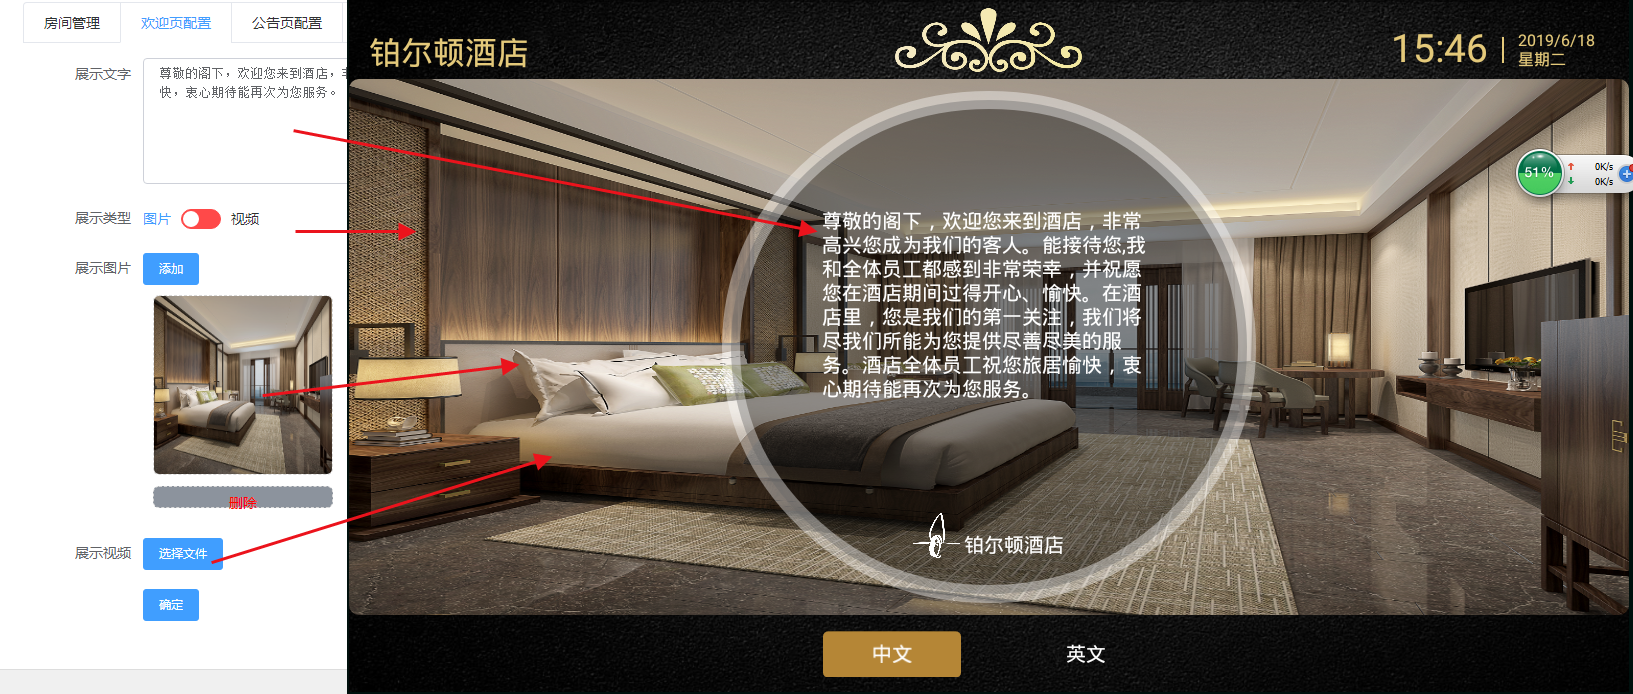 房间管理
欢迎页配置
公告页配置
展示文字
尊敬的阁下，欢迎您来到酒店，
快，衷心期待能再次为您服务。
展示类型
图片
视频
展示图片
添加
删除
展示视频
选择文件
确定
铂尔顿酒店
15:46
2019/6/18
星期二
51%
0K/s
0K/s
尊敬的阁下，欢迎您来到酒店，非常
高兴您成为我们的客人。能接待您,我
和全体员工都感到非常荣幸，并祝愿
您在酒店期间过得开心、愉快。在酒
店里，您是我们的第一关注，我们将
尽我们所能为您提供尽善尽美的服
务。酒店全体员工祝您旅居愉快，衷
心期待能再次为您服务。
铂尔顿酒店
中文
英文